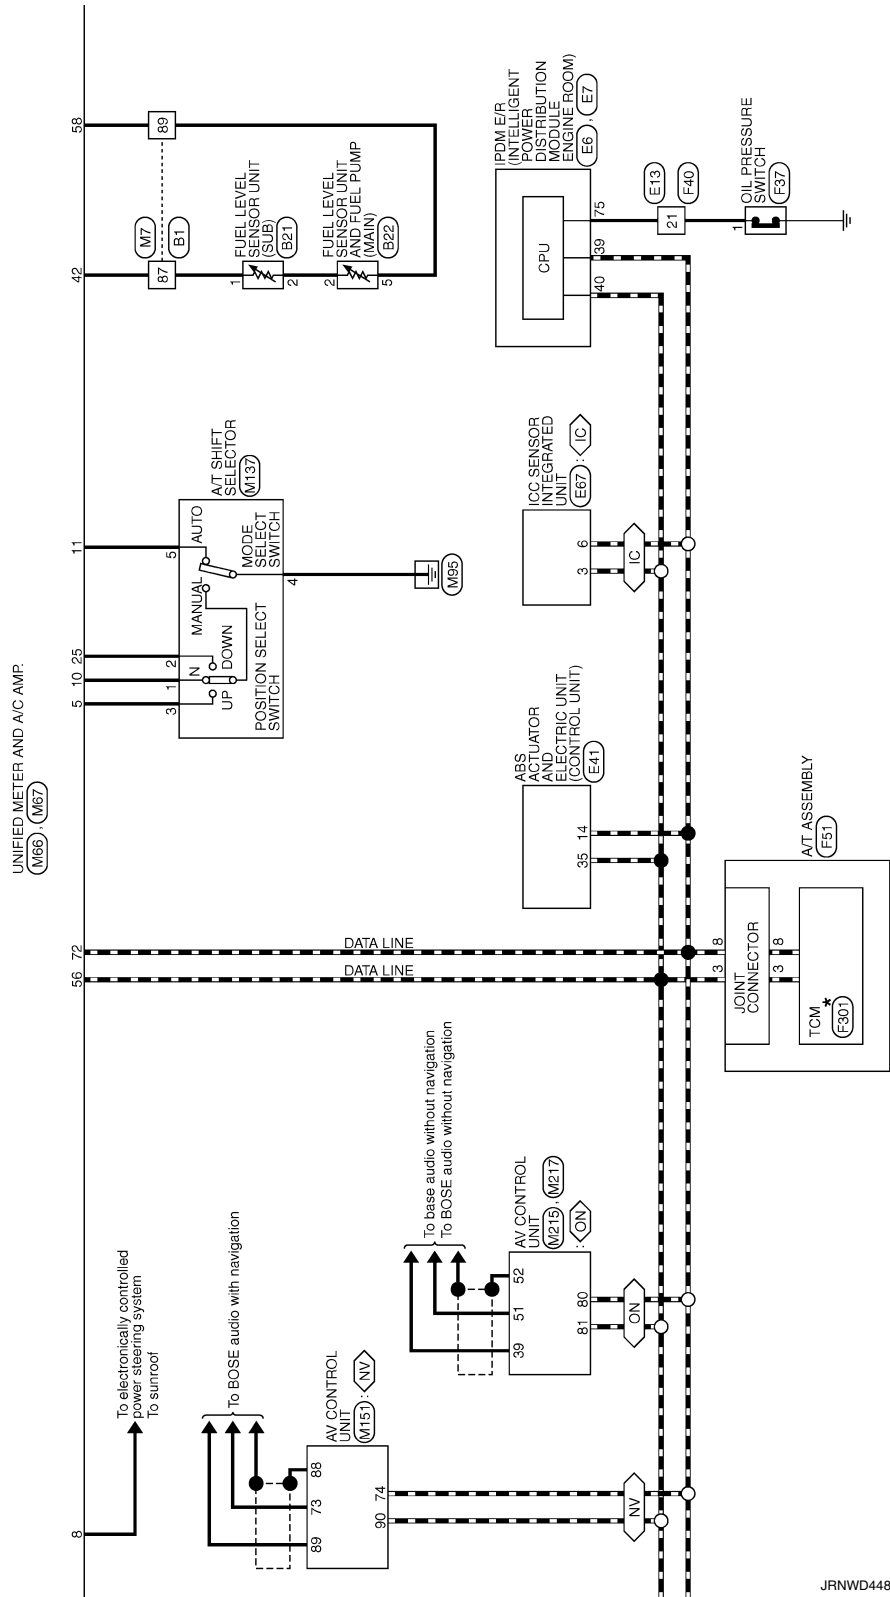 UNIFIED METER AND A/C AMP.
M66 , M67
8
56
72
5
10
25
11
42
58
To electronically controlled
power steering system
To sunroof
To BOSE audio with navigation
AV CONTROL
UNIT
M151 : NV
89
73
88
90
74
NV
To base audio without navigation
To BOSE audio without navigation
AV CONTROL
UNIT
M215 , M217
: ON
39
51
52
81
80
ON
DATA LINE
DATA LINE
3
8
JOINT
CONNECTOR
3
8
TCM
*
F301
A/T ASSEMBLY
F51
A/T SHIFT
SELECTOR
M137
3
1
2
5
UP
N
DOWN
MANUAL
AUTO
POSITION SELECT
SWITCH
MODE
SELECT
SWITCH
4
M95
ABS
ACTUATOR
AND
ELECTRIC UNIT
(CONTROL UNIT)
E41
35
14
ICC SENSOR
INTEGRATED
UNIT
E67 : IC
3
6
IC
87
89
M7
B1
1
FUEL LEVEL
SENSOR UNIT
(SUB)
B21
2
2
FUEL LEVEL
SENSOR UNIT
AND FUEL PUMP
(MAIN)
B22
5
IPDM E/R
(INTELLIGENT
POWER
DISTRIBUTION
MODULE
ENGINE ROOM)
E6 , E7
CPU
40
39
75
21
E13
F40
1
OIL PRESSURE
SWITCH
F37
JRNWD448